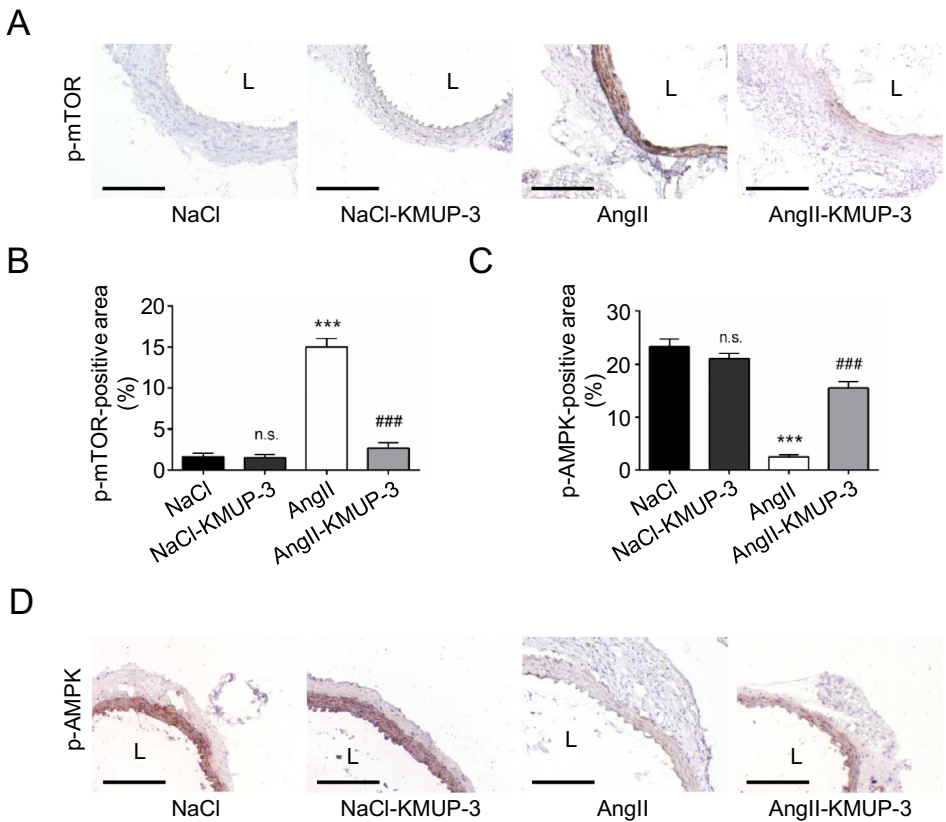 A
p-mTOR
L
L
L
L
NaCl
NaCl-KMUP-3
AngII
AngII-KMUP-3
B
p-mTOR-positive area
(%)
20
15
10
5
0
n.s.
***
###
NaCl
NaCl-KMUP-3
AngII
AngII-KMUP-3
C
p-AMPK-positive area
(%)
30
20
10
0
n.s.
***
###
NaCl
NaCl-KMUP-3
AngII
AngII-KMUP-3
D
p-AMPK
L
L
L
L
NaCl
NaCl-KMUP-3
AngII
AngII-KMUP-3